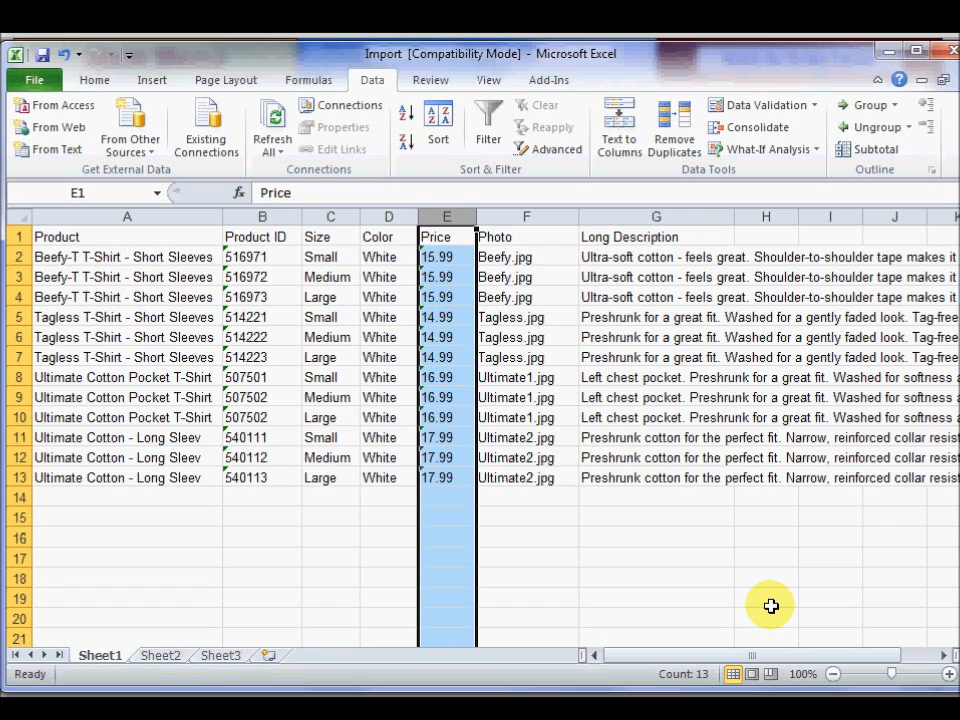 Import [Compatibility Mode] - Microsoft Excel
File Home Insert Page Layout Formulas Data Review View Add-Ins
From Access
From Web
From Text
From Other Sources
Existing Connections
Get External Data
Refresh All
Connections
Properties
Edit Links
Connections
Sort
Filter
Clear
Reapply
Advanced
Sort & Filter
Text to Columns
Remove Duplicates
Data Validation
Consolidate
What-If Analysis
Data Tools
Group
Ungroup
Subtotal
Outline
E1 fx Price
A B C D E F G H I J K
1 Product Product ID Size Color Price Photo Long Description
2 Beefy-T T-Shirt - Short Sleeves 516971 Small White 15.99 Beefy.jpg Ultra-soft cotton - feels great. Shoulder-to-shoulder tape makes it
3 Beefy-T T-Shirt - Short Sleeves 516972 Medium White 15.99 Beefy.jpg Ultra-soft cotton - feels great. Shoulder-to-shoulder tape makes it
4 Beefy-T T-Shirt - Short Sleeves 516973 Large White 15.99 Beefy.jpg Ultra-soft cotton - feels great. Shoulder-to-shoulder tape makes it
5 Tagless T-Shirt - Short Sleeves 514221 Small White 14.99 Tagless.jpg Preshrunk for a great fit. Washed for a gently faded look. Tag-free
6 Tagless T-Shirt - Short Sleeves 514222 Medium White 14.99 Tagless.jpg Preshrunk for a great fit. Washed for a gently faded look. Tag-free
7 Tagless T-Shirt - Short Sleeves 514223 Large White 14.99 Tagless.jpg Preshrunk for a great fit. Washed for a gently faded look. Tag-free
8 Ultimate Cotton Pocket T-Shirt 507501 Small White 16.99 Ultimate1.jpg Left chest pocket. Preshrunk for a great fit. Washed for softness a
9 Ultimate Cotton Pocket T-Shirt 507502 Medium White 16.99 Ultimate1.jpg Left chest pocket. Preshrunk for a great fit. Washed for softness a
10 Ultimate Cotton Pocket T-Shirt 507502 Large White 16.99 Ultimate1.jpg Left chest pocket. Preshrunk for a great fit. Washed for softness a
11 Ultimate Cotton - Long Sleev 540111 Small White 17.99 Ultimate2.jpg Preshrunk cotton for the perfect fit. Narrow, reinforced collar resist
12 Ultimate Cotton - Long Sleev 540112 Medium White 17.99 Ultimate2.jpg Preshrunk cotton for the perfect fit. Narrow, reinforced collar resist
13 Ultimate Cotton - Long Sleev 540113 Large White 17.99 Ultimate2.jpg Preshrunk cotton for the perfect fit. Narrow, reinforced collar resist
14
15
16
17
18
19
20
21
Sheet1 Sheet2 Sheet3
Ready Count: 13 100%